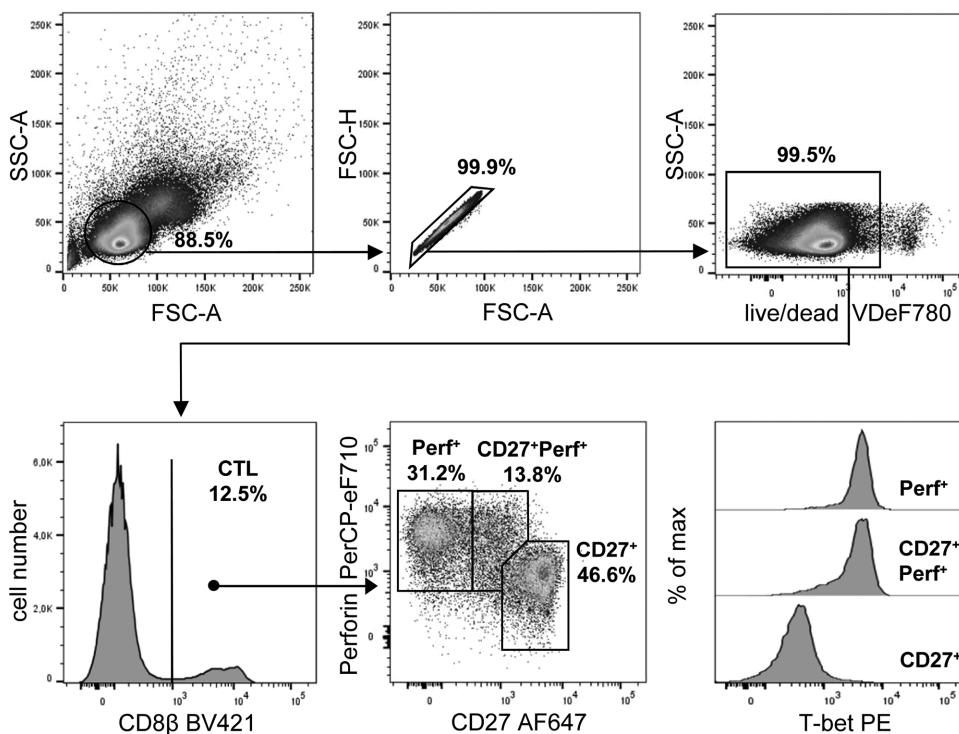 SSC-A
250K
200K
150K
100K
50K
0
88.5%
0 50K 100K 150K 200K 250K
FSC-A
FSC-H
250K
200K
150K
100K
50K
0
99.9%
0 50K 100K 150K 200K 250K
FSC-A
SSC-A
250K
200K
150K
100K
50K
0
99.5%
0 10³ 10⁴ 10⁵
live/dead VDeF780
cell number
6,0K
4,0K
2,0K
0
CTL
12.5%
0 10³ 10⁴ 10⁵
CD8β BV421
Perforin PerCP-eF710
10⁵
10⁴
10³
0
Perf⁺
31.2%
CD27⁺Perf⁺
13.8%
CD27⁺
46.6%
0 10³ 10⁴ 10⁵
CD27 AF647
% of max
Perf⁺
CD27⁺
Perf⁺
CD27⁺
0 10³ 10⁴ 10⁵
T-bet PE